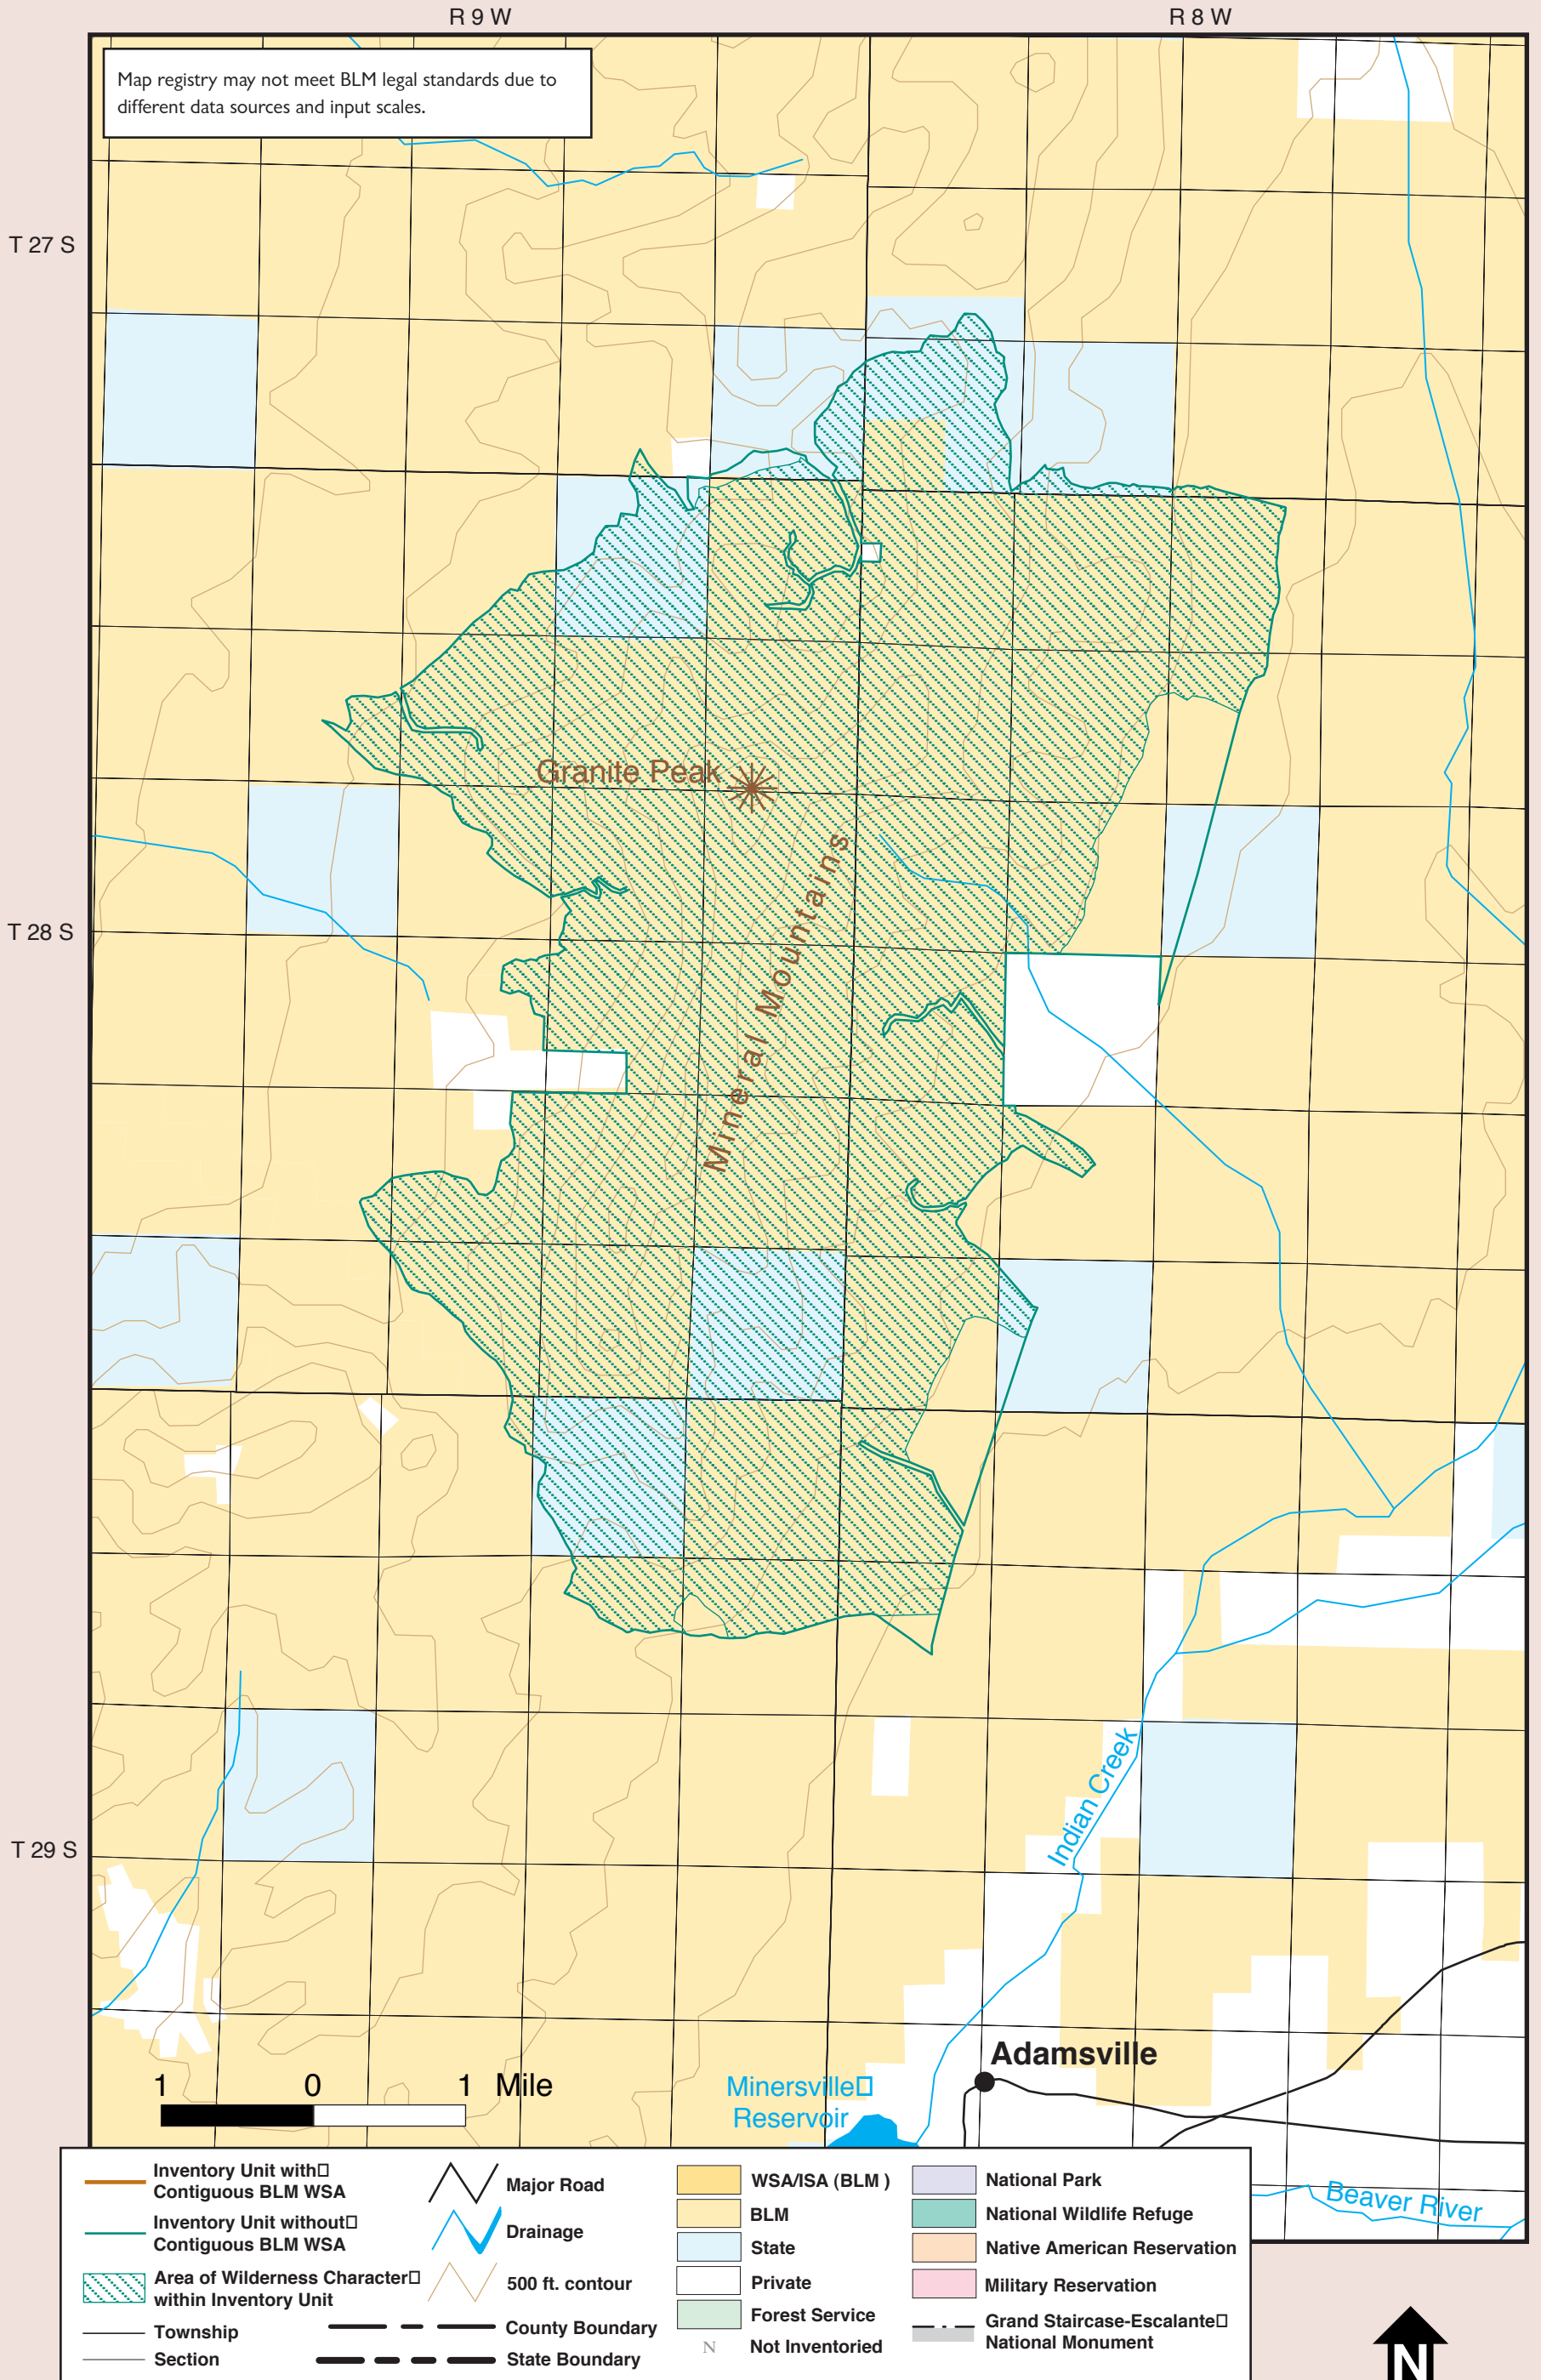 R 9 W
R 8 W
Map registry may not meet BLM legal standards due to
different data sources and input scales.
T 27 S
Granite Peak
Mineral Mountains
T 28 S
Indian Creek
T 29 S
Adamsville
1 0 1 Mile
Minersville□
Reservoir
Beaver River
Inventory Unit with□
Contiguous BLM WSA
Inventory Unit without□
Contiguous BLM WSA
Area of Wilderness Character□
within Inventory Unit
Township
Section
Major Road
Drainage
500 ft. contour
County Boundary
State Boundary
WSA/ISA (BLM )
BLM
State
Private
Forest Service
N Not Inventoried
National Park
National Wildlife Refuge
Native American Reservation
Military Reservation
Grand Staircase-Escalante□
National Monument
N